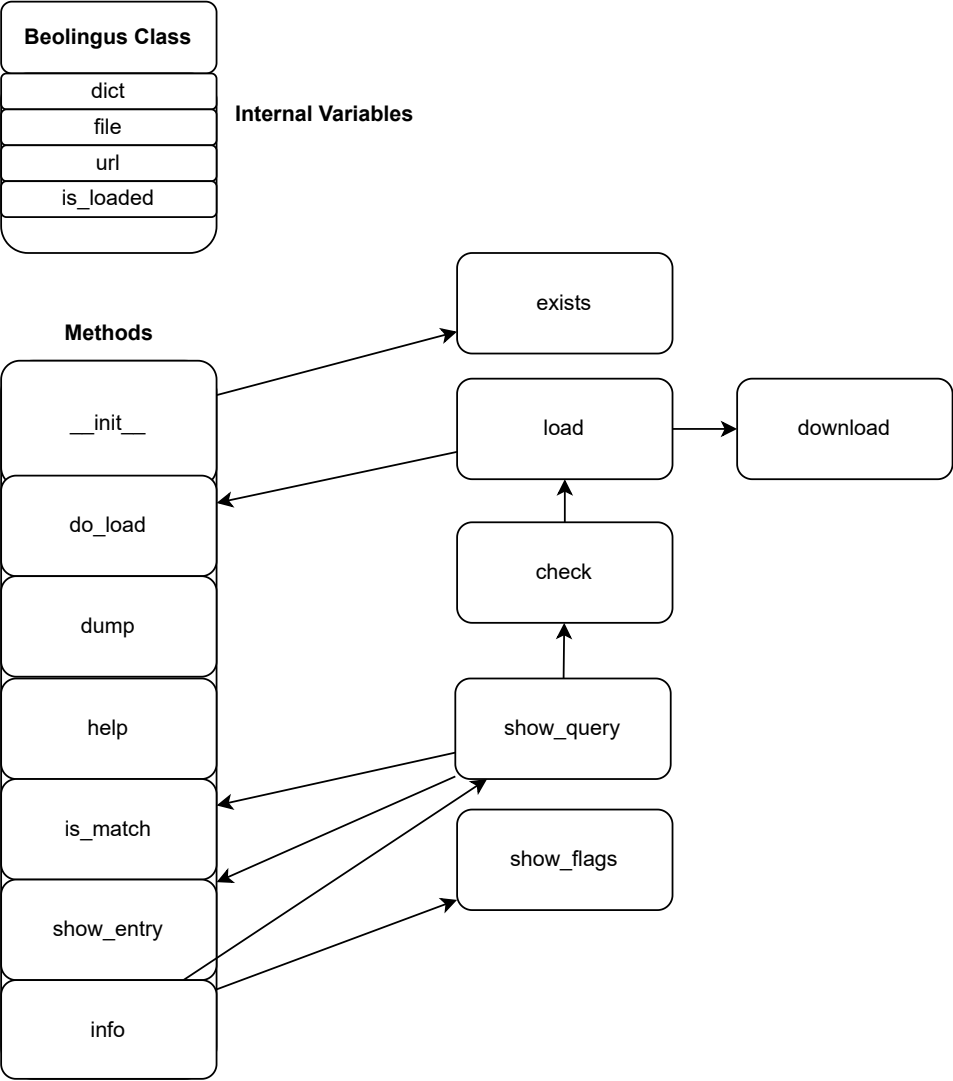 Beolingus Class
dict
file
url
is_loaded
Internal Variables
Methods
__init__
do_load
dump
help
is_match
show_entry
info
exists
load
download
check
show_query
show_flags